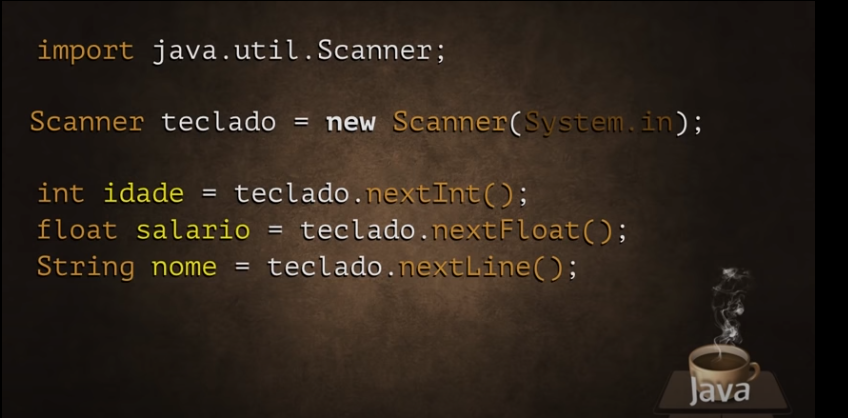 import java.util.Scanner;
Scanner teclado = new Scanner(System.in);
int idade = teclado.nextInt();
float salario = teclado.nextFloat();
String nome = teclado.nextLine();
Java